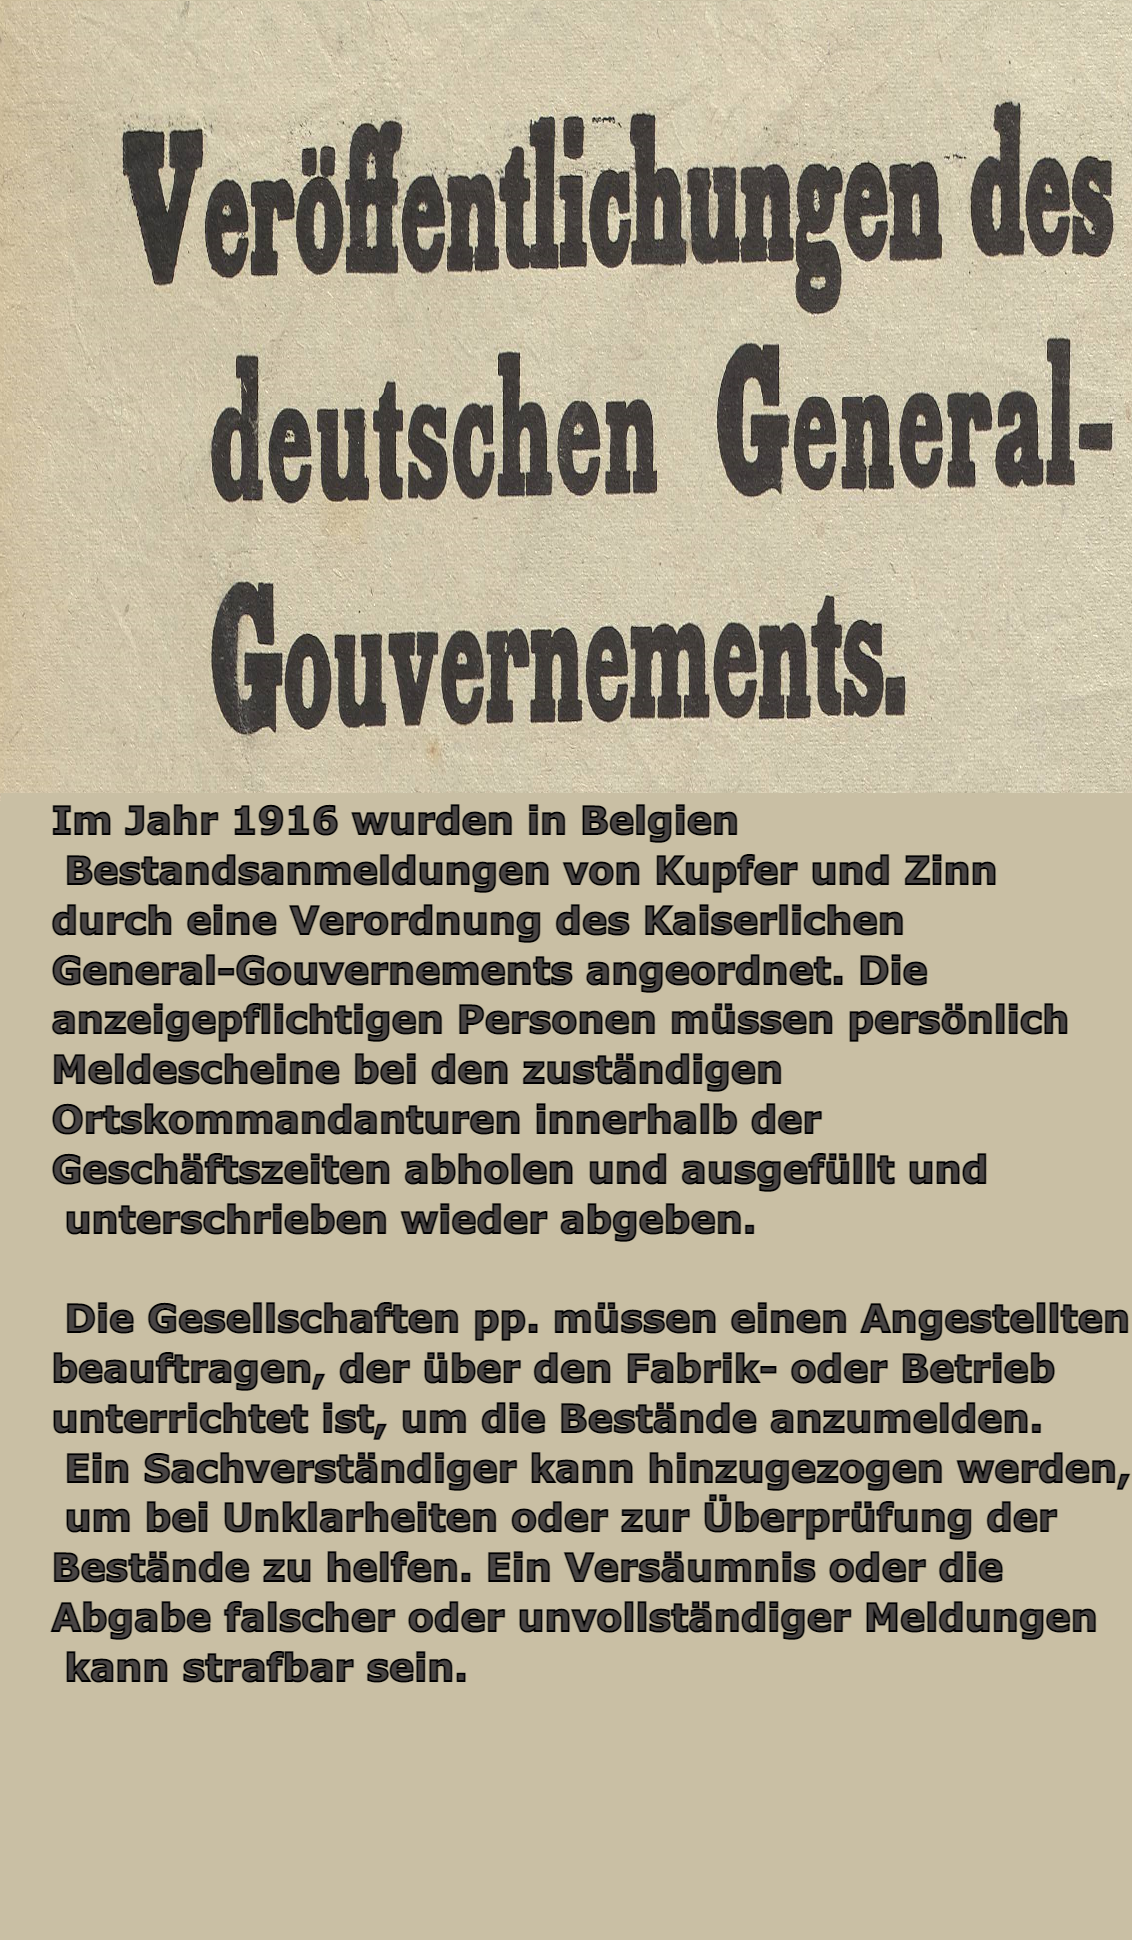 Veröffentlichungen des
deutschen General-
Gouvernements.
Im Jahr 1916 wurden in Belgien
Bestandsanmeldungen von Kupfer und Zinn
durch eine Verordnung des Kaiserlichen
General-Gouvernements angeordnet. Die
anzeigepflichtigen Personen müssen persönlich
Meldescheine bei den zuständigen
Ortskommandanturen innerhalb der
Geschäftszeiten abholen und ausgefüllt und
unterschrieben wieder abgeben.
Die Gesellschaften pp. müssen einen Angestellten
beauftragen, der über den Fabrik- oder Betrieb
unterrichtet ist, um die Bestände anzumelden.
Ein Sachverständiger kann hinzugezogen werden,
um bei Unklarheiten oder zur Überprüfung der
Bestände zu helfen. Ein Versäumnis oder die
Abgabe falscher oder unvollständiger Meldungen
kann strafbar sein.